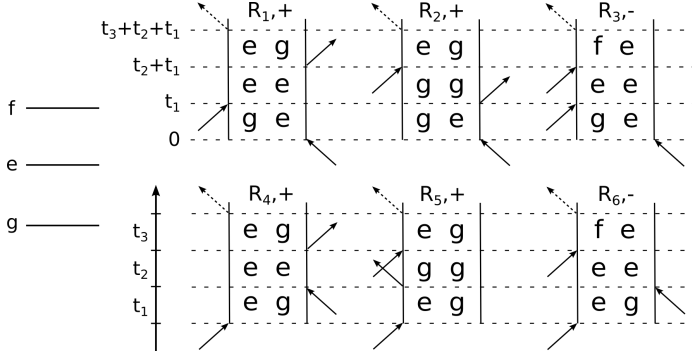 R1,+ R2,+ R3,-
t3+t2+t1
e g e g f e
t2+t1
e e g g e e
t1
g e g e g e
0
f
e
g
R4,+ R5,+ R6,-
t3
e g e g f e
t2
e e g g e e
t1
e g e g e g